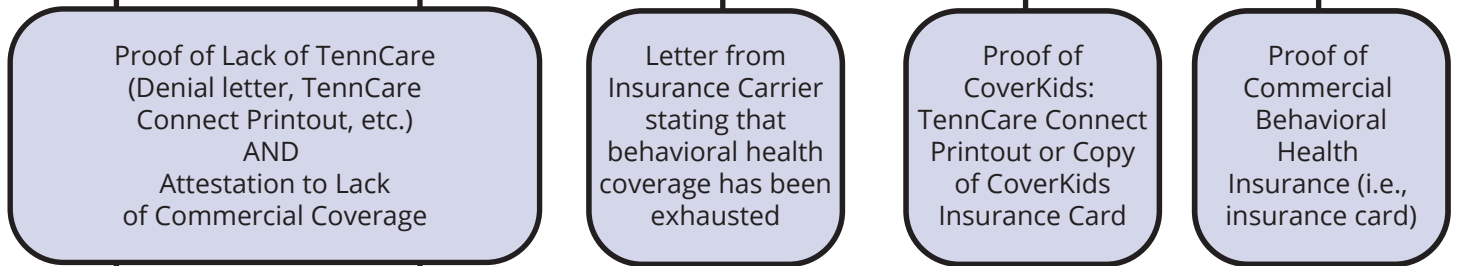 Proof of Lack of TennCare
(Denial letter, TennCare
Connect Printout, etc.)
AND
Attestation to Lack
of Commercial Coverage
Letter from
Insurance Carrier
stating that
behavioral health
coverage has been
exhausted
Proof of
CoverKids:
TennCare Connect
Printout or Copy
of CoverKids
Insurance Card
Proof of
Commercial
Behavioral
Health
Insurance (i.e.,
insurance card)